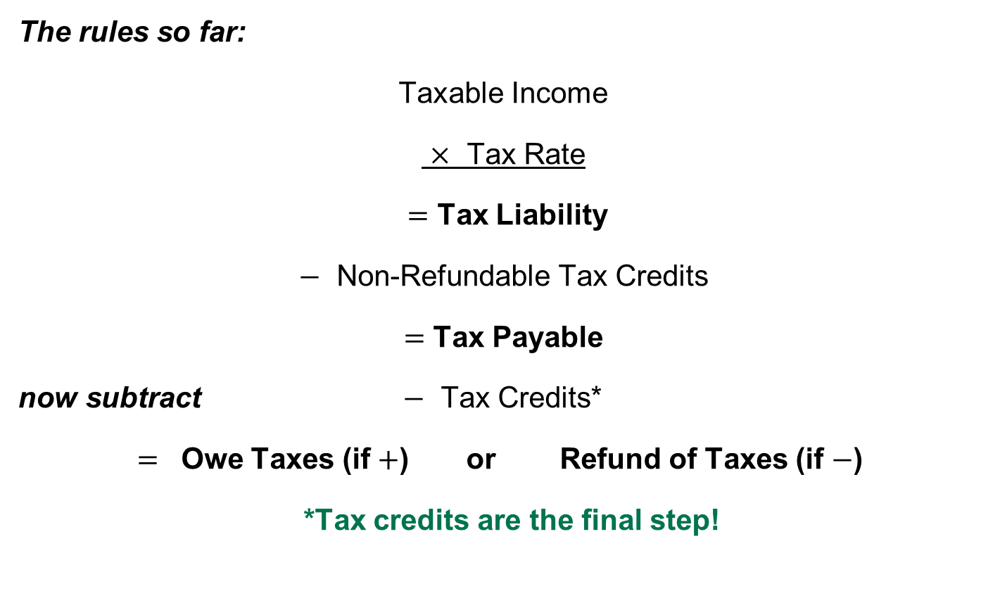 The rules so far:
Taxable Income
× Tax Rate
= Tax Liability
− Non-Refundable Tax Credits
= Tax Payable
now subtract − Tax Credits*
= Owe Taxes (if +) or Refund of Taxes (if −)
*Tax credits are the final step!